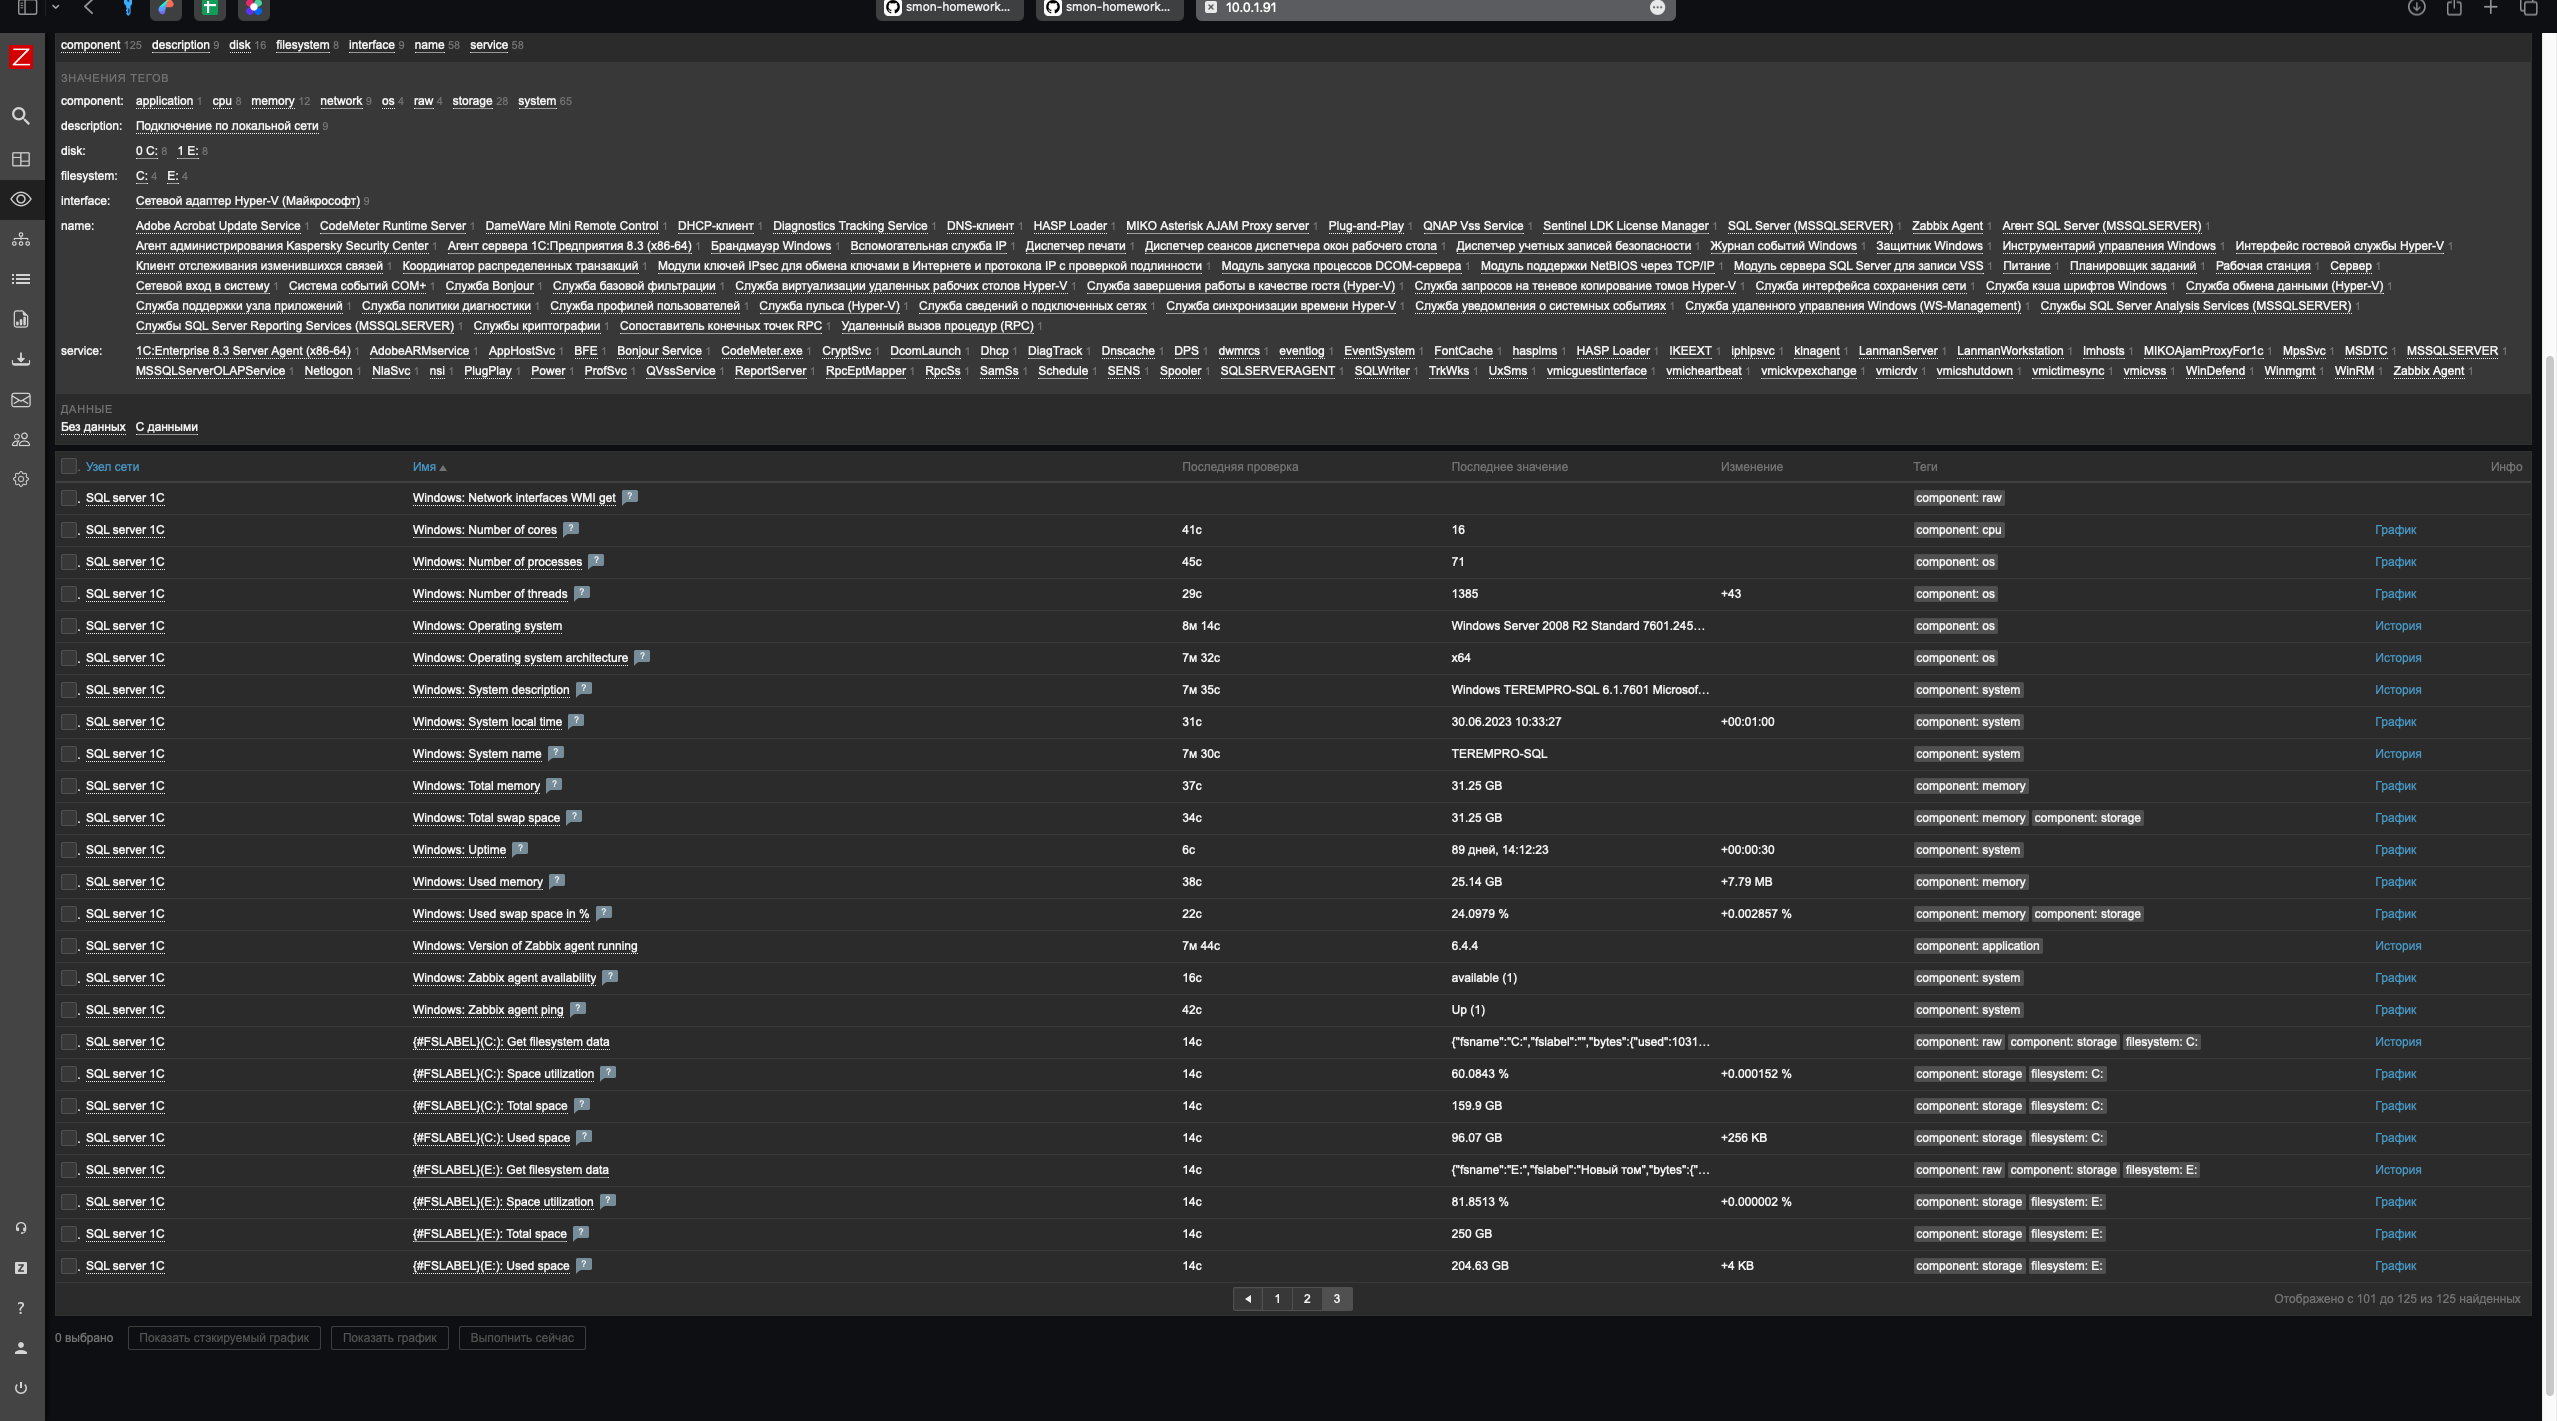 smon-homework... smon-homework... 10.0.1.91
component 125 description 9 disk 16 filesystem 8 interface 9 name 58 service 58
ЗНАЧЕНИЯ ТЕГОВ
component: application 1 cpu 8 memory 12 network 9 os 4 raw 4 storage 28 system 65
description: Подключение по локальной сети 9
disk: 0 C: 8 1 E: 8
filesystem: C: 4 E: 4
interface: Сетевой адаптер Hyper-V (Майкрософт) 9
name: Adobe Acrobat Update Service 1 CodeMeter Runtime Server 1 DameWare Mini Remote Control 1 DHCP-клиент 1 Diagnostics Tracking Service 1 DNS-клиент 1 HASP Loader 1 MIKO Asterisk AJAM Proxy server 1 Plug-and-Play 1 QNAP Vss Service 1 Sentinel LDK License Manager 1 SQL Server (MSSQLSERVER) 1 Zabbix Agent 1 Агент SQL Server (MSSQLSERVER) 1
Агент администрирования Kaspersky Security Center 1 Агент сервера 1С:Предприятия 8.3 (x86-64) 1 Брандмауэр Windows 1 Вспомогательная служба IP 1 Диспетчер печати 1 Диспетчер сеансов диспетчера окон рабочего стола 1 Диспетчер учетных записей безопасности 1 Журнал событий Windows 1 Защитник Windows 1 Инструментарий управления Windows 1 Интерфейс гостевой службы Hyper-V 1
Клиент отслеживания изменившихся связей 1 Координатор распределенных транзакций 1 Модули ключей IPsec для обмена ключами в Интернете и протокола IP с проверкой подлинности 1 Модуль запуска процессов DCOM-сервера 1 Модуль поддержки NetBIOS через TCP/IP 1 Модуль сервера SQL Server для записи VSS 1 Питание 1 Планировщик заданий 1 Рабочая станция 1 Сервер 1
Сетевой вход в систему 1 Система событий COM+ 1 Служба Bonjour 1 Служба базовой фильтрации 1 Служба виртуализации удаленных рабочих столов Hyper-V 1 Служба завершения работы в качестве гостя (Hyper-V) 1 Служба запросов на теневое копирование томов Hyper-V 1 Служба интерфейса сохранения сети 1 Служба кэша шрифтов Windows 1 Служба обмена данными (Hyper-V) 1
Служба поддержки узла приложений 1 Служба политики диагностики 1 Служба профилей пользователей 1 Служба пульса (Hyper-V) 1 Служба сведений о подключенных сетях 1 Служба синхронизации времени Hyper-V 1 Служба уведомления о системных событиях 1 Служба удаленного управления Windows (WS-Management) 1 Службы SQL Server Analysis Services (MSSQLSERVER) 1
Службы SQL Server Reporting Services (MSSQLSERVER) 1 Службы криптографии 1 Сопоставитель конечных точек RPC 1 Удаленный вызов процедур (RPC) 1
service: 1C:Enterprise 8.3 Server Agent (x86-64) 1 AdobeARMservice 1 AppHostSvc 1 BFE 1 Bonjour Service 1 CodeMeter.exe 1 CryptSvc 1 DcomLaunch 1 Dhcp 1 DiagTrack 1 Dnscache 1 DPS 1 dwmrcs 1 eventlog 1 EventSystem 1 FontCache 1 hasplms 1 HASP Loader 1 IKEEXT 1 iphlpsvc 1 klnagent 1 LanmanServer 1 LanmanWorkstation 1 lmhosts 1 MIKOAjamProxyFor1c 1 MpsSvc 1 MSDTC 1 MSSQLSERVER 1
MSSQLServerOLAPService 1 Netlogon 1 NlaSvc 1 nsi 1 PlugPlay 1 Power 1 ProfSvc 1 QVssService 1 ReportServer 1 RpcEptMapper 1 RpcSs 1 SamSs 1 Schedule 1 SENS 1 Spooler 1 SQLSERVERAGENT 1 SQLWriter 1 TrkWks 1 UxSms 1 vmicguestinterface 1 vmicheartbeat 1 vmickvpexchange 1 vmicrdv 1 vmicshutdown 1 vmictimesync 1 vmicvss 1 WinDefend 1 Winmgmt 1 WinRM 1 Zabbix Agent 1
ДАННЫЕ
Без данных С данными
Узел сети Имя Последняя проверка Последнее значение Изменение Теги Инфо
SQL server 1C Windows: Network interfaces WMI get ? component: raw
SQL server 1C Windows: Number of cores ? 41с 16 component: cpu График
SQL server 1C Windows: Number of processes ? 45с 71 component: os График
SQL server 1C Windows: Number of threads ? 29с 1385 +43 component: os График
SQL server 1C Windows: Operating system 8м 14с Windows Server 2008 R2 Standard 7601.245... component: os История
SQL server 1C Windows: Operating system architecture ? 7м 32с x64 component: os История
SQL server 1C Windows: System description ? 7м 35с Windows TEREMPRO-SQL 6.1.7601 Microsof... component: system История
SQL server 1C Windows: System local time ? 31с 30.06.2023 10:33:27 +00:01:00 component: system График
SQL server 1C Windows: System name ? 7м 30с TEREMPRO-SQL component: system История
SQL server 1C Windows: Total memory ? 37с 31.25 GB component: memory График
SQL server 1C Windows: Total swap space ? 34с 31.25 GB component: memory component: storage График
SQL server 1C Windows: Uptime ? 6с 89 дней, 14:12:23 +00:00:30 component: system График
SQL server 1C Windows: Used memory ? 38с 25.14 GB +7.79 MB component: memory График
SQL server 1C Windows: Used swap space in % ? 22с 24.0979 % +0.002857 % component: memory component: storage График
SQL server 1C Windows: Version of Zabbix agent running 7м 44с 6.4.4 component: application История
SQL server 1C Windows: Zabbix agent availability ? 16с available (1) component: system График
SQL server 1C Windows: Zabbix agent ping ? 42с Up (1) component: system График
SQL server 1C {#FSLABEL}(C:): Get filesystem data 14с {"fsname":"C:","fslabel":"","bytes":{"used":1031... component: raw component: storage filesystem: C: История
SQL server 1C {#FSLABEL}(C:): Space utilization ? 14с 60.0843 % +0.000152 % component: storage filesystem: C: График
SQL server 1C {#FSLABEL}(C:): Total space ? 14с 159.9 GB component: storage filesystem: C: График
SQL server 1C {#FSLABEL}(C:): Used space ? 14с 96.07 GB +256 KB component: storage filesystem: C: График
SQL server 1C {#FSLABEL}(E:): Get filesystem data 14с {"fsname":"E:","fslabel":"Новый том","bytes":{"... component: raw component: storage filesystem: E: История
SQL server 1C {#FSLABEL}(E:): Space utilization ? 14с 81.8513 % +0.000002 % component: storage filesystem: E: График
SQL server 1C {#FSLABEL}(E:): Total space ? 14с 250 GB component: storage filesystem: E: График
SQL server 1C {#FSLABEL}(E:): Used space ? 14с 204.63 GB +4 KB component: storage filesystem: E: График
1 2 3 Отображено с 101 до 125 из 125 найденных
0 выбрано Показать стэкируемый график Показать график Выполнить сейчас